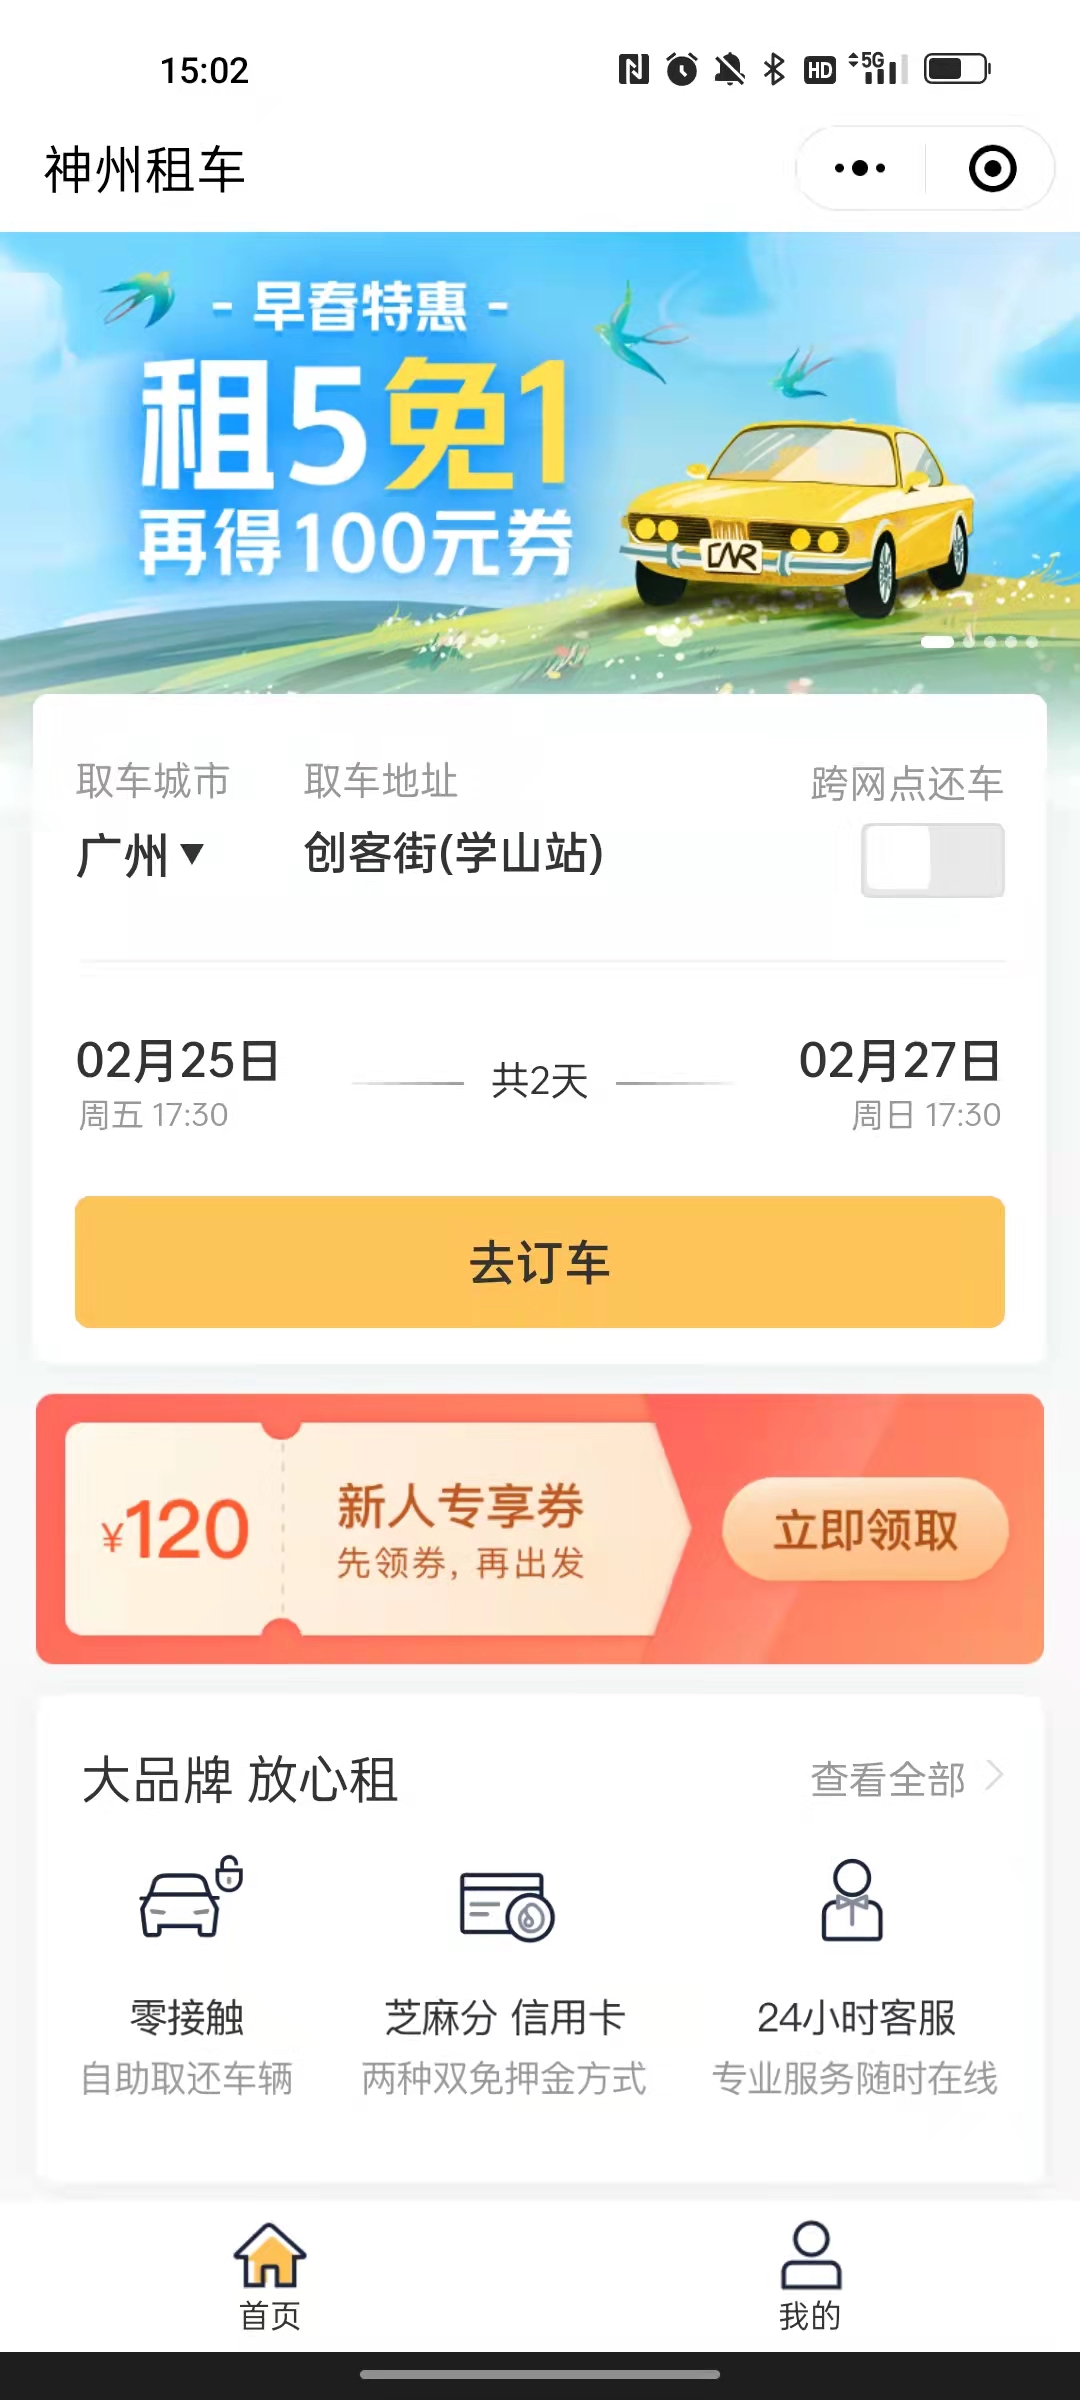 15:02
HD 5G
神州租车
- 早春特惠 -
租5免1
再得100元券
CAR
取车城市 取车地址 跨网点还车
广州 创客街(学山站)
02月25日 共2天 02月27日
周五 17:30 周日 17:30
去订车
¥120 新人专享券 立即领取
先领券, 再出发
大品牌 放心租 查看全部
零接触 芝麻分 信用卡 24小时客服
自助取还车辆 两种双免押金方式 专业服务随时在线
首页 我的